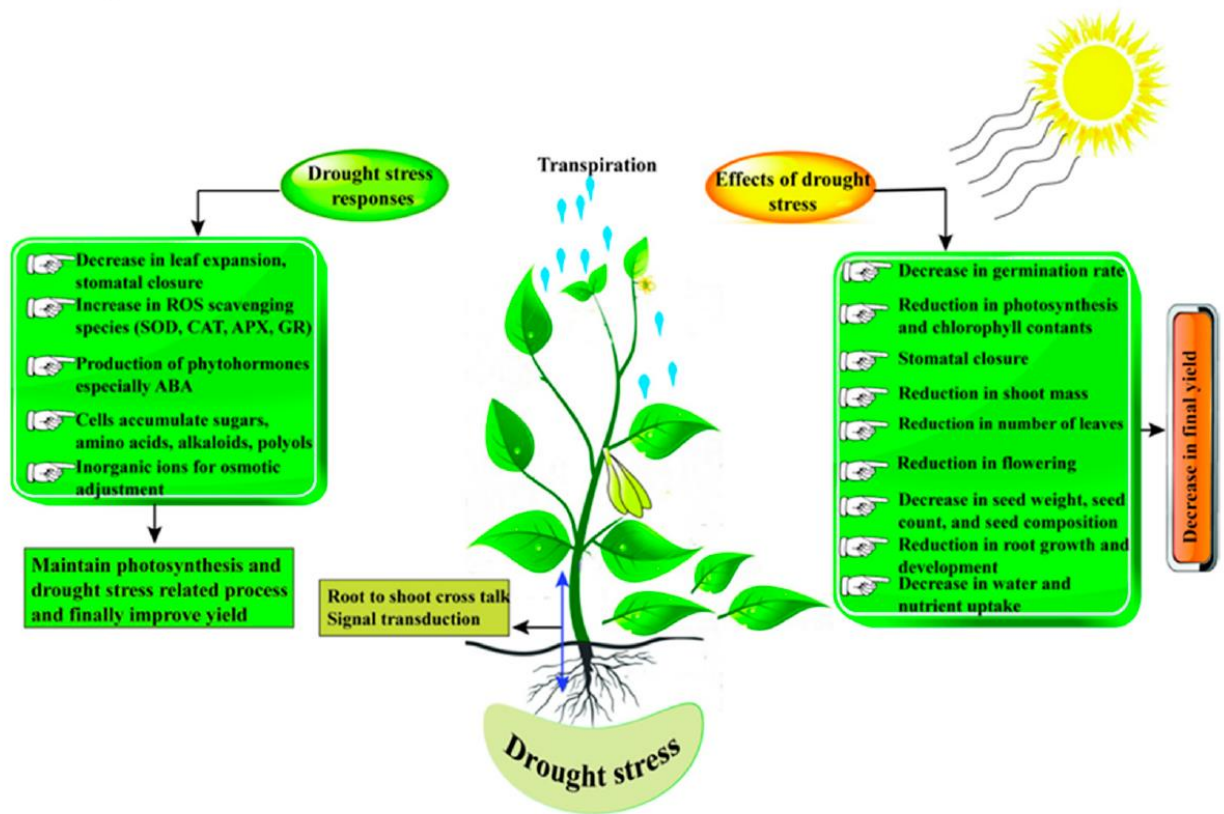 Drought stress
responses
Decrease in leaf expansion,
stomatal closure
Increase in ROS scavenging
species (SOD, CAT, APX, GR)
Production of phytohormones
especially ABA
Cells accumulate sugars,
amino acids, alkaloids, polyols
Inorganic ions for osmotic
adjustment
Maintain photosynthesis and
drought stress related process
and finally improve yield
Transpiration
Root to shoot cross talk
Signal transduction
Drought stress
Effects of drought
stress
Decrease in germination rate
Reduction in photosynthesis
and chlorophyll contants
Stomatal closure
Reduction in shoot mass
Reduction in number of leaves
Reduction in flowering
Decrease in seed weight, seed
count, and seed composition
Reduction in root growth and
development
Decrease in water and
nutrient uptake
Decrease in final yield